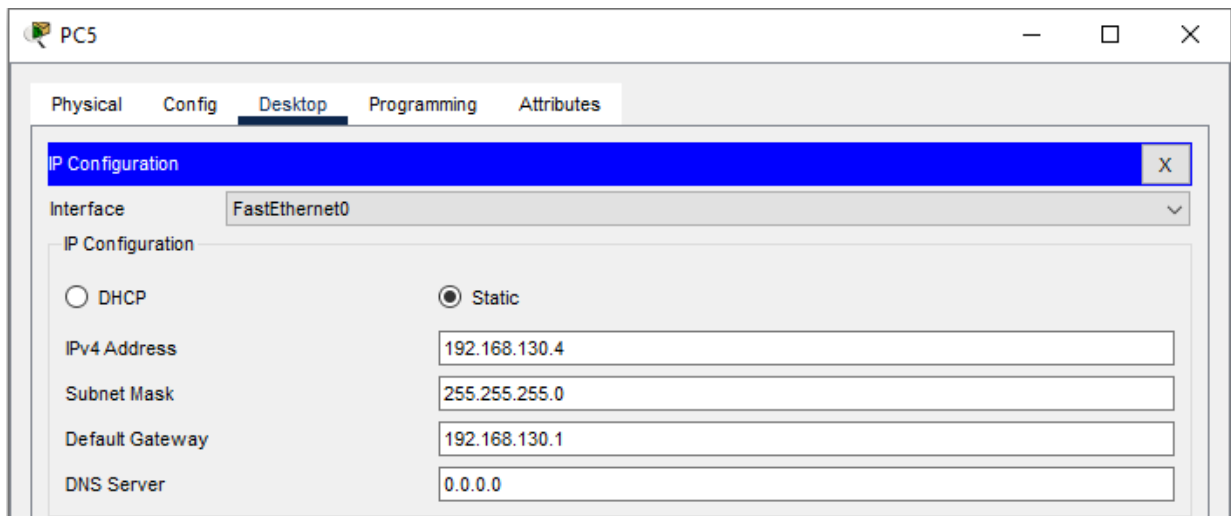 PC5
Physical Config Desktop Programming Attributes
IP Configuration X
Interface FastEthernet0
IP Configuration
DHCP Static
IPv4 Address 192.168.130.4
Subnet Mask 255.255.255.0
Default Gateway 192.168.130.1
DNS Server 0.0.0.0